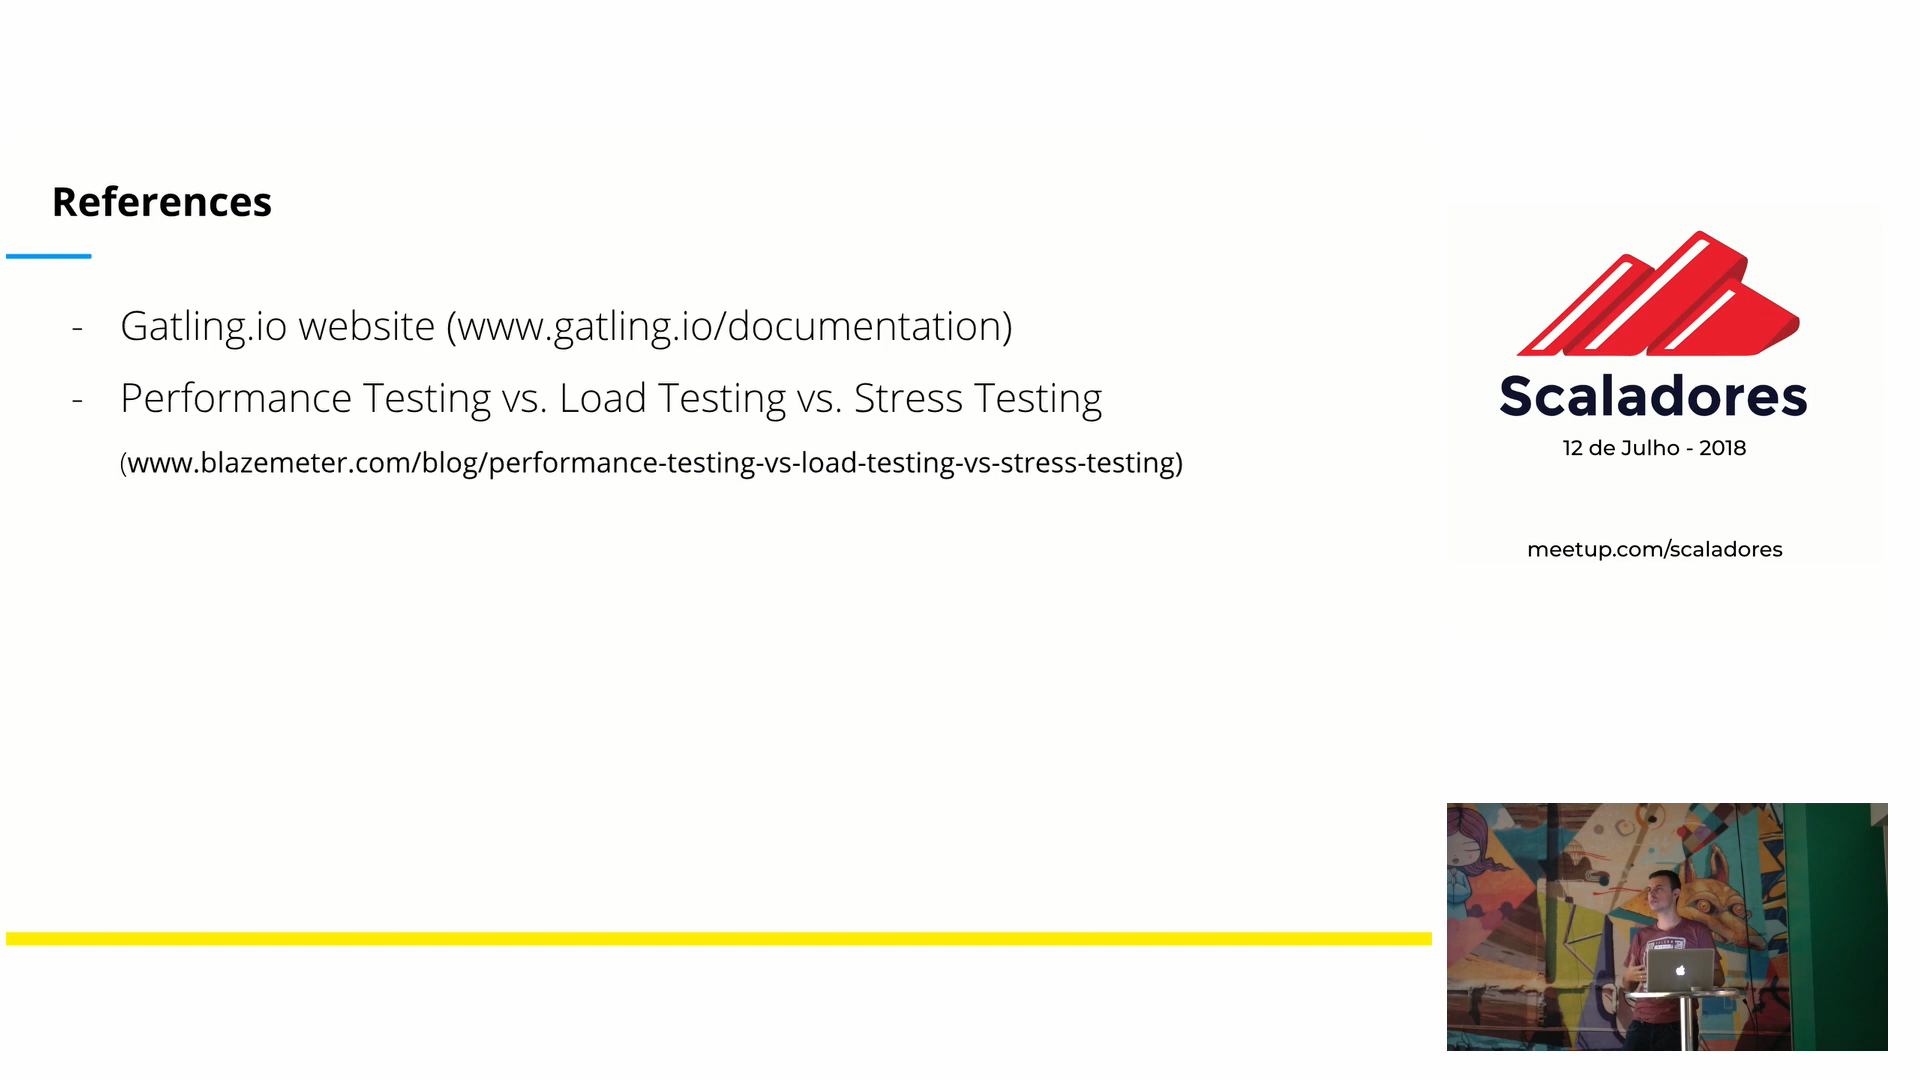 References
- Gatling.io website (www.gatling.io/documentation)
- Performance Testing vs. Load Testing vs. Stress Testing
(www.blazemeter.com/blog/performance-testing-vs-load-testing-vs-stress-testing)
Scaladores
12 de Julho - 2018
meetup.com/scaladores